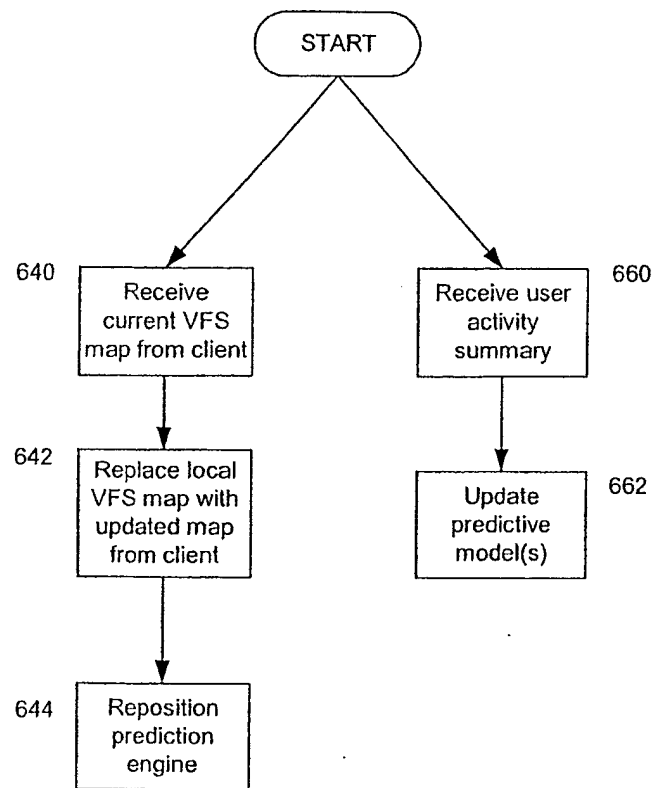 START
640
Receive
current VFS
map from client
660
Receive user
activity
summary
642
Replace local
VFS map with
updated map
from client
662
Update
predictive
model(s)
644
Reposition
prediction
engine